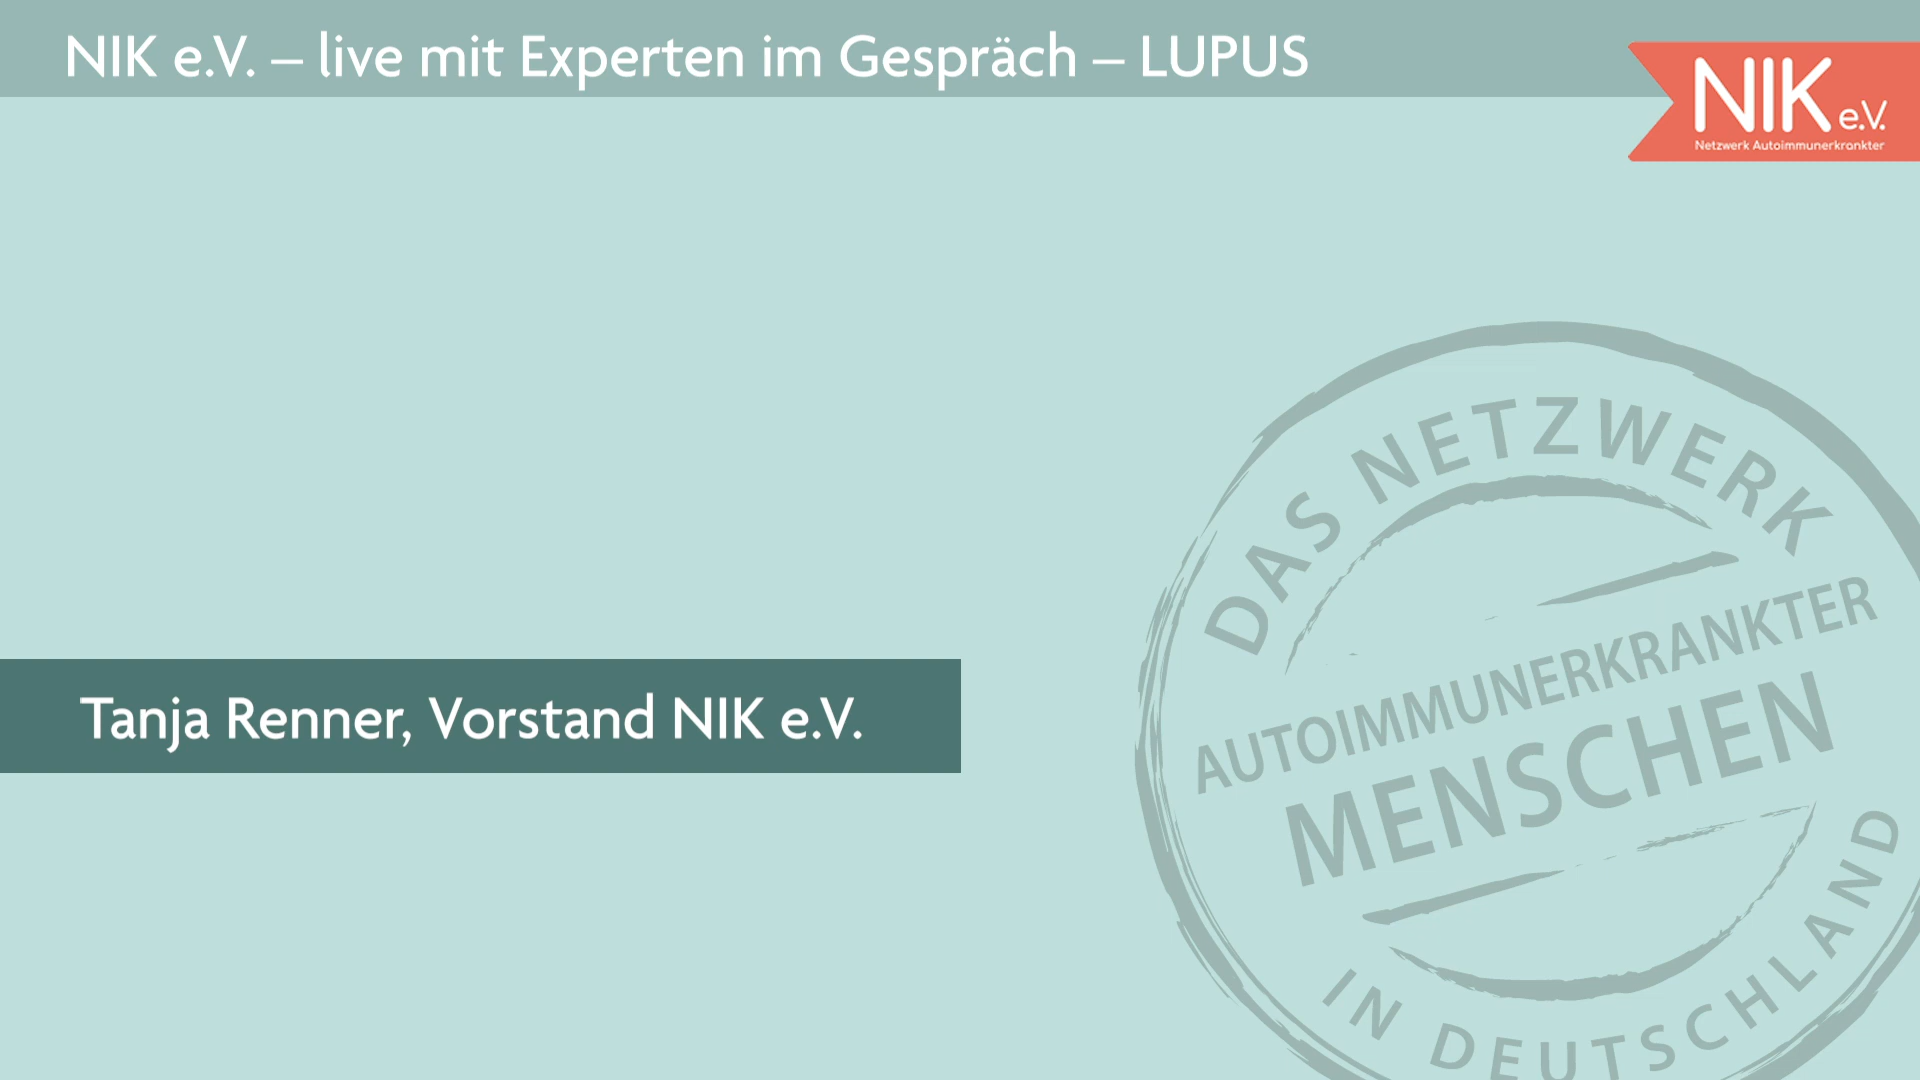 NIK e.V. – live mit Experten im Gespräch – LUPUS
NIK e.V.
Netzwerk Autoimmunerkrankter
DAS NETZWERK
AUTOIMMUNERKRANKTER
MENSCHEN
IN DEUTSCHLAND
Tanja Renner, Vorstand NIK e.V.